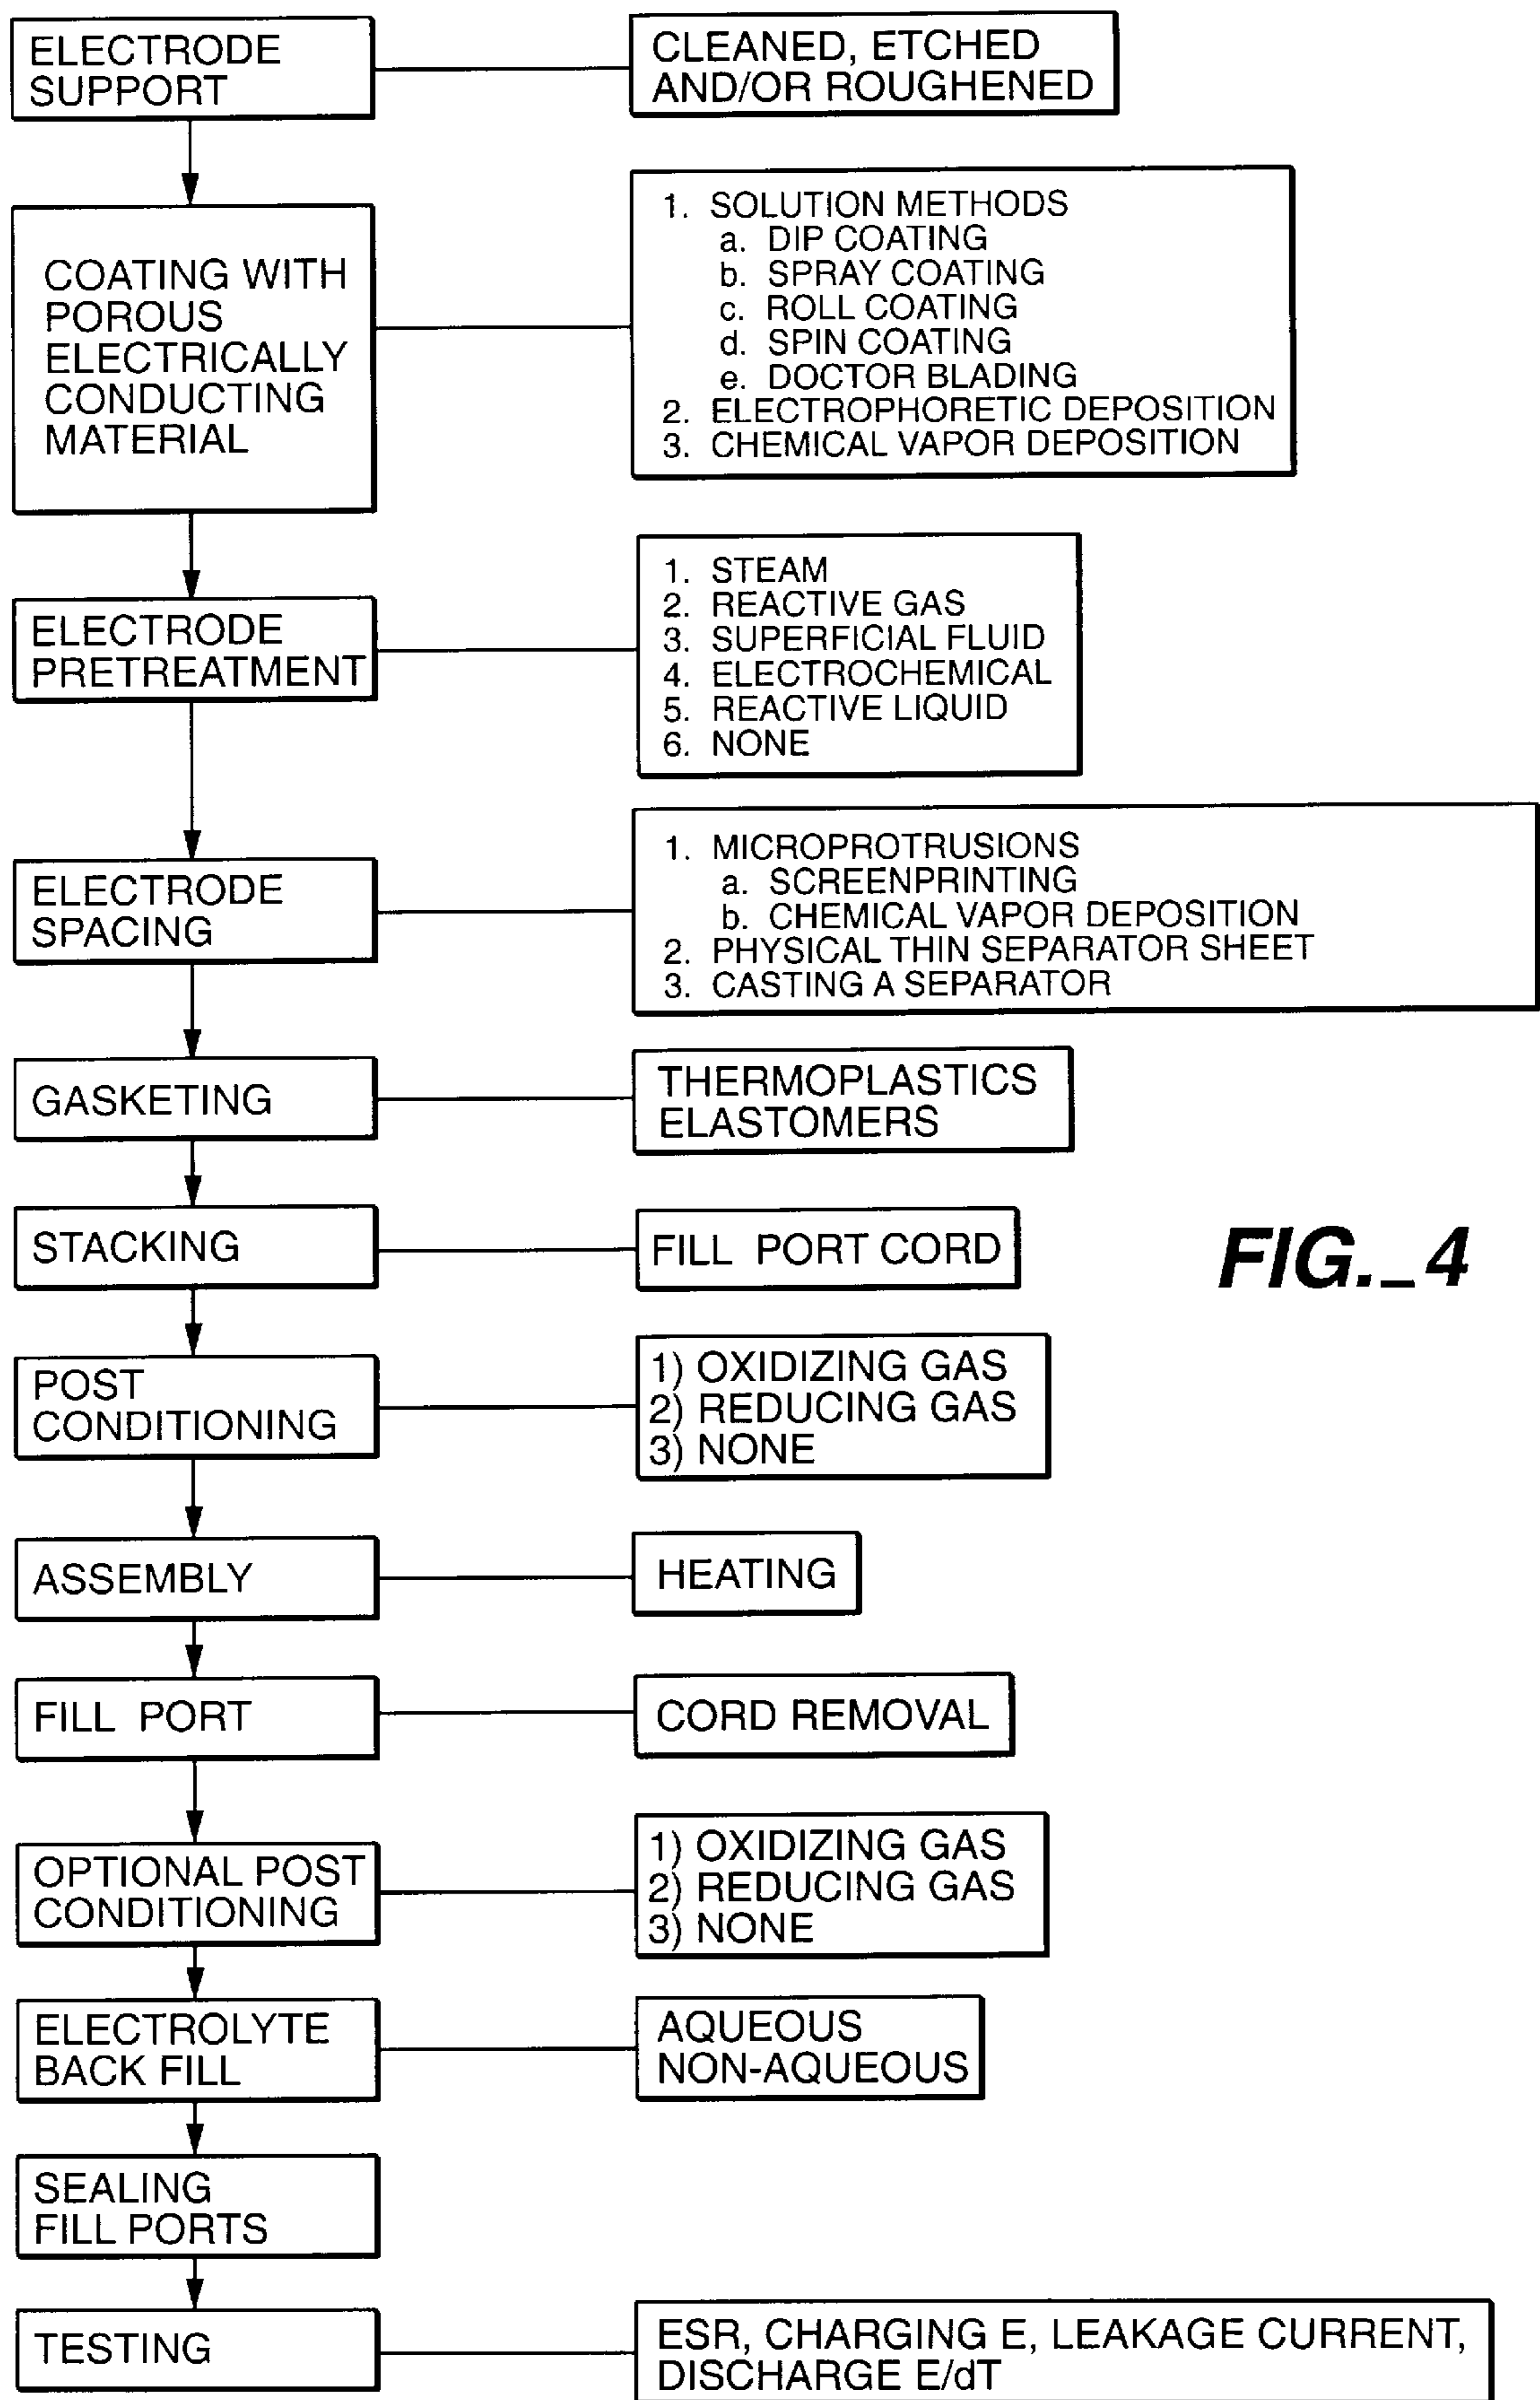 ELECTRODE
SUPPORT
CLEANED, ETCHED
AND/OR ROUGHENED
COATING WITH
POROUS
ELECTRICALLY
CONDUCTING
MATERIAL
1. SOLUTION METHODS
a. DIP COATING
b. SPRAY COATING
c. ROLL COATING
d. SPIN COATING
e. DOCTOR BLADING
2. ELECTROPHORETIC DEPOSITION
3. CHEMICAL VAPOR DEPOSITION
ELECTRODE
PRETREATMENT
1. STEAM
2. REACTIVE GAS
3. SUPERFICIAL FLUID
4. ELECTROCHEMICAL
5. REACTIVE LIQUID
6. NONE
ELECTRODE
SPACING
1. MICROPROTRUSIONS
a. SCREENPRINTING
b. CHEMICAL VAPOR DEPOSITION
2. PHYSICAL THIN SEPARATOR SHEET
3. CASTING A SEPARATOR
GASKETING
THERMOPLASTICS
ELASTOMERS
STACKING
FILL PORT CORD
FIG._4
POST
CONDITIONING
1) OXIDIZING GAS
2) REDUCING GAS
3) NONE
ASSEMBLY
HEATING
FILL PORT
CORD REMOVAL
OPTIONAL POST
CONDITIONING
1) OXIDIZING GAS
2) REDUCING GAS
3) NONE
ELECTROLYTE
BACK FILL
AQUEOUS
NON-AQUEOUS
SEALING
FILL PORTS
TESTING
ESR, CHARGING E, LEAKAGE CURRENT,
DISCHARGE E/dT